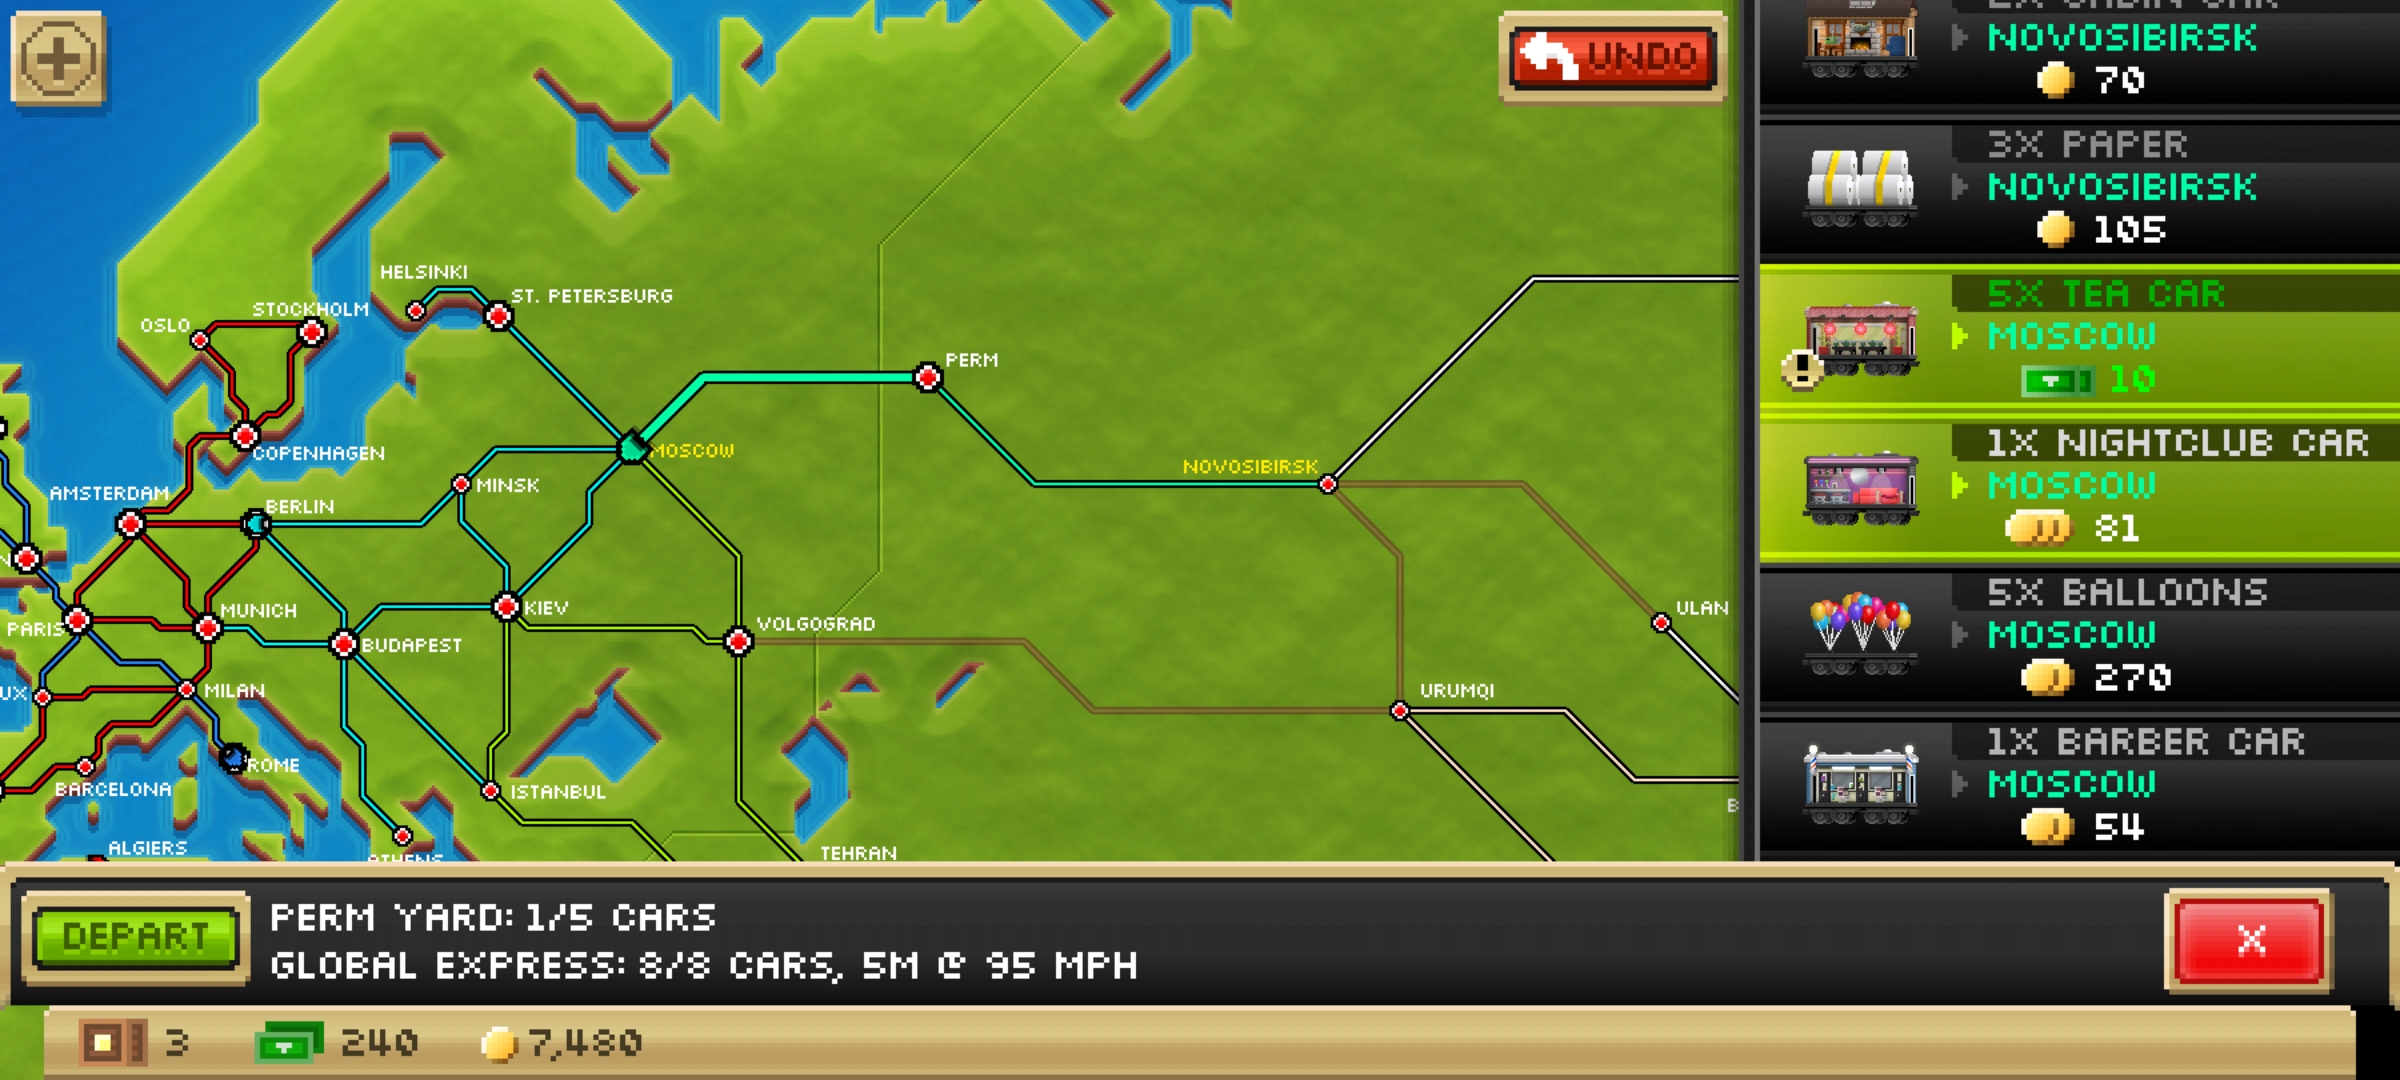 UNDO
NOVOSIBIRSK
70
3X PAPER
NOVOSIBIRSK
105
5X TEA CAR
MOSCOW
10
1X NIGHTCLUB CAR
MOSCOW
81
5X BALLOONS
MOSCOW
270
1X BARBER CAR
MOSCOW
54
HELSINKI
ST. PETERSBURG
STOCKHOLM
OSLO
PERM
COPENHAGEN
MOSCOW
NOVOSIBIRSK
MINSK
AMSTERDAM
BERLIN
MUNICH
KIEV
ULAN
PARIS
BUDAPEST
VOLGOGRAD
UX
MILAN
URUMQI
ROME
BARCELONA
ISTANBUL
ALGIERS
TEHRAN
DEPART
PERM YARD: 1/5 CARS
GLOBAL EXPRESS: 8/8 CARS, 5M @ 95 MPH
X
3
240
7,480